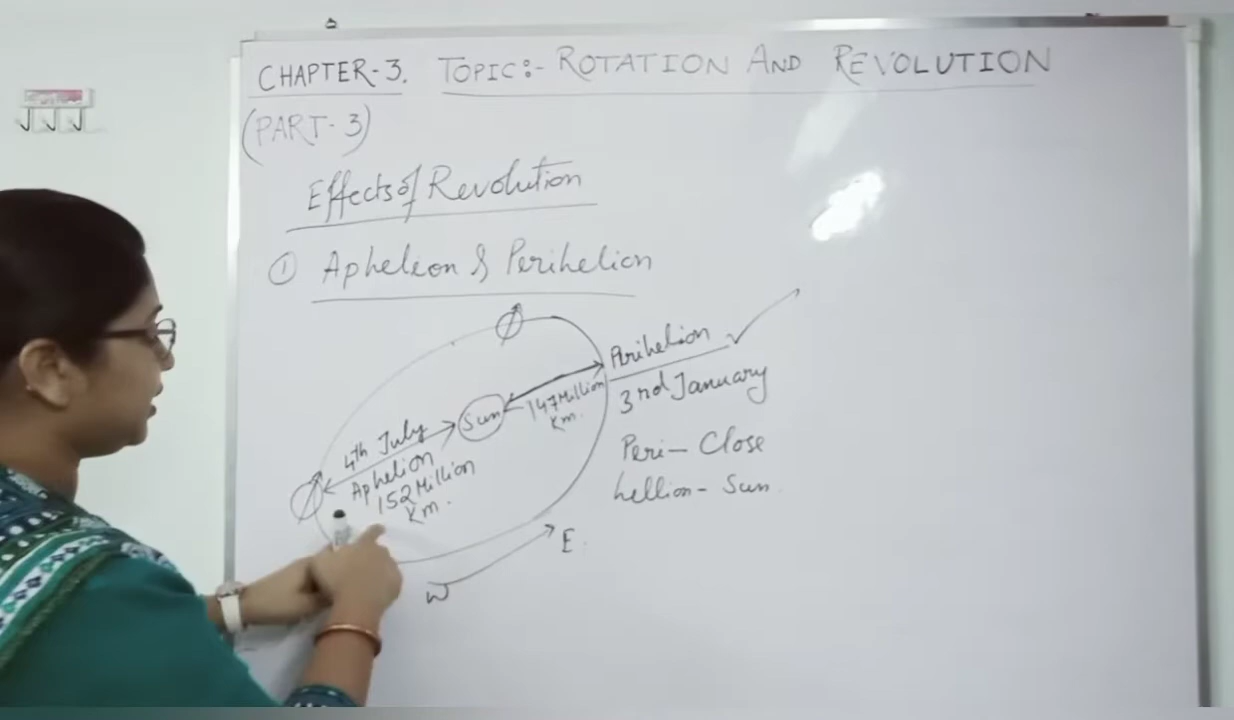 CHAPTER-3. TOPIC:- ROTATION AND REVOLUTION
(PART-3)
Effects of Revolution
① Aphelion & Perihelion
Perihelion
3rd January
147 Million
Km.
Sun
4th July
Aphelion
152 Million
Km.
Peri- Close
hellion- Sun
W
E